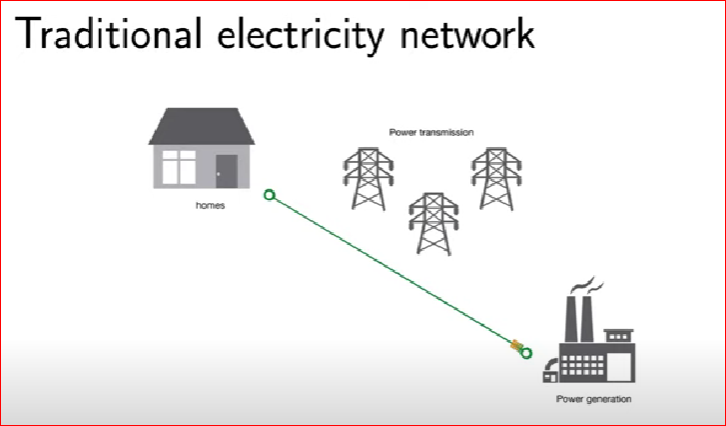 Traditional electricity network
Power transmission
homes
Power generation